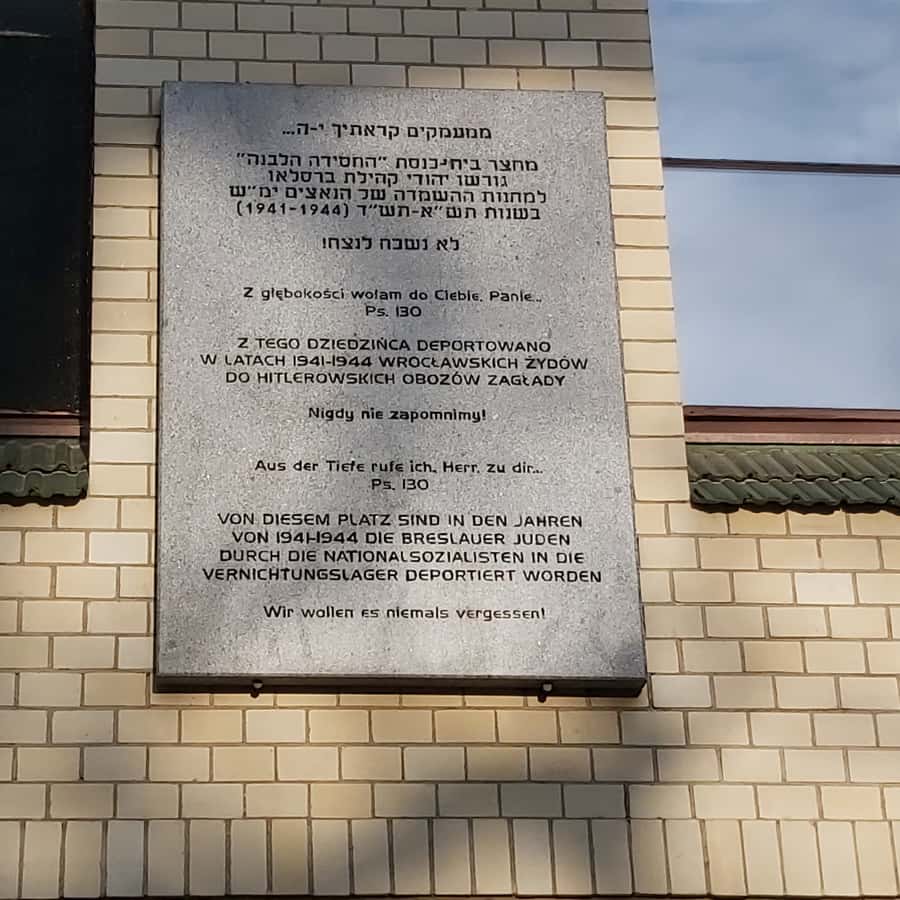 ממעמקים קראתיך י-ה...
מחצר בית-כנסת "החסידה הלבנה"
גורשו יהודי קהילת ברסלאו
למחנות ההשמדה של הנאצים ימ"ש
בשנות תש"א-תש"ד (1941-1944)
לא נשכח לנצח!
Z głębokości wołam do Ciebie, Panie...
Ps. 130
Z TEGO DZIEDZIŃCA DEPORTOWANO
W LATACH 1941-1944 WROCŁAWSKICH ŻYDÓW
DO HITLEROWSKICH OBOZÓW ZAGŁADY
Nigdy nie zapomnimy!
Aus der Tiefe rufe ich, Herr, zu dir...
Ps. 130
VON DIESEM PLATZ SIND IN DEN JAHREN
VON 1941-1944 DIE BRESLAUER JUDEN
DURCH DIE NATIONALSOZIALISTEN IN DIE
VERNICHTUNGSLAGER DEPORTIERT WORDEN
Wir wollen es niemals vergessen!